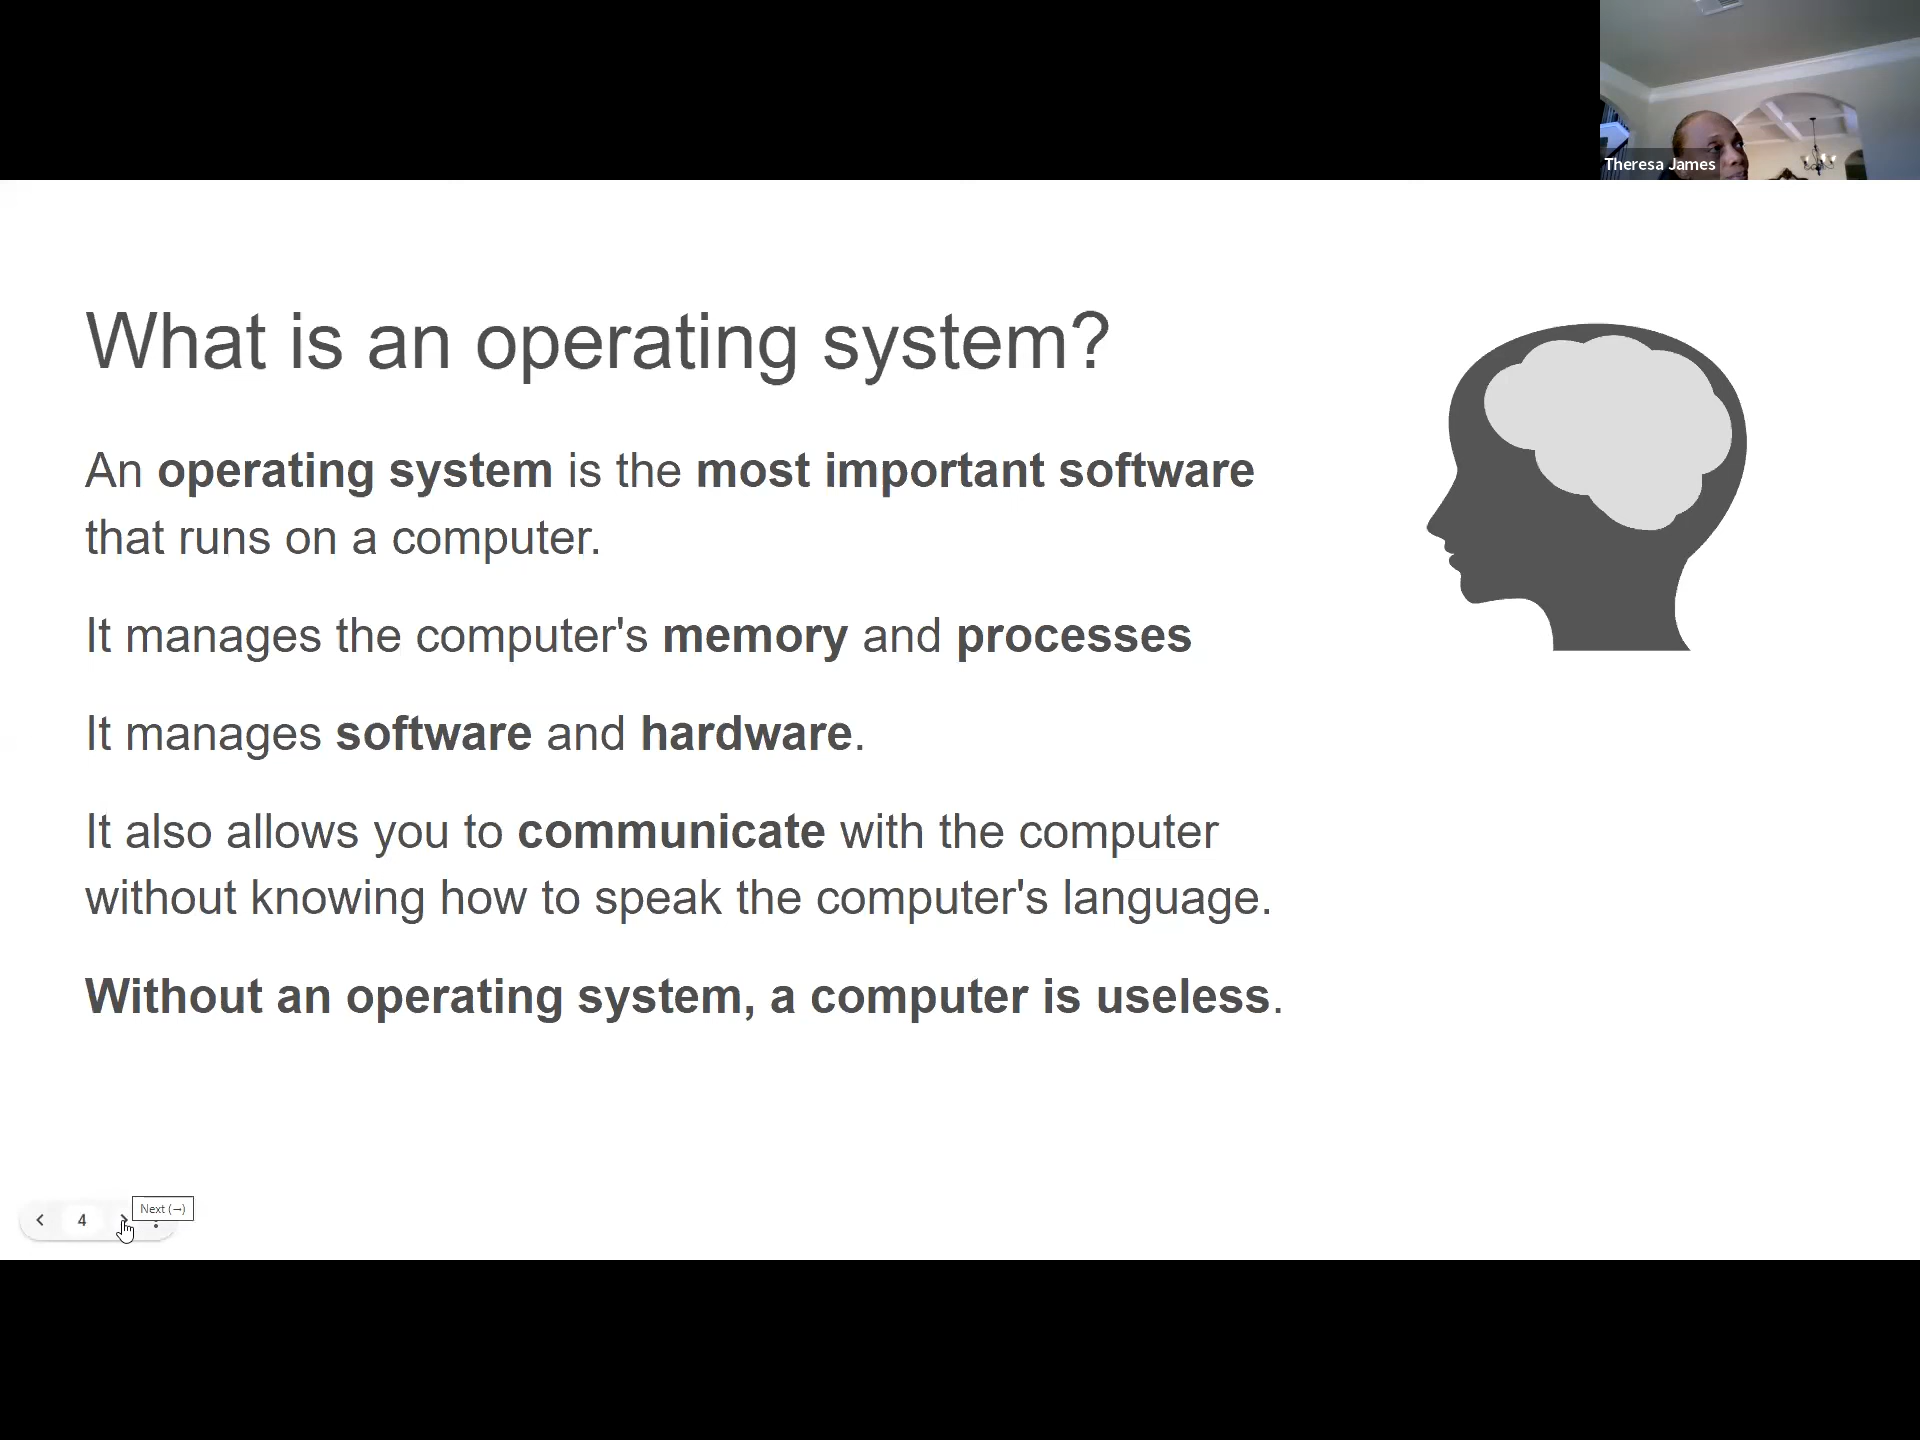 Theresa James
What is an operating system?
An operating system is the most important software
that runs on a computer.
It manages the computer's memory and processes
It manages software and hardware.
It also allows you to communicate with the computer
without knowing how to speak the computer's language.
Without an operating system, a computer is useless.
Next (→)
4